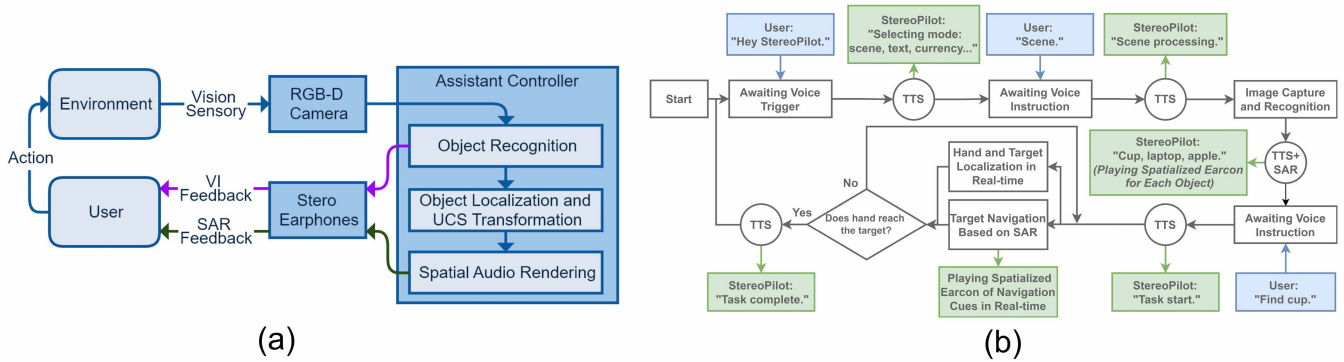 Environment
Vision
Sensory
RGB-D
Camera
Assistant Controller
Object Recognition
Object Localization and
UCS Transformation
Spatial Audio Rendering
Action
User
VI
Feedback
SAR
Feedback
Stero
Earphones
(a)
User:
"Hey StereoPilot."
StereoPilot:
"Selecting mode:
scene, text, currency..."
User:
"Scene."
StereoPilot:
"Scene processing."
Start
Awaiting Voice
Trigger
TTS
Awaiting Voice
Instruction
TTS
Image Capture
and Recognition
StereoPilot:
"Cup, laptop, apple."
(Playing Spatialized Earcon
for Each Object)
TTS+
SAR
No
Hand and Target
Localization in
Real-time
TTS
Yes
Does hand reach
the target?
Target Navigation
Based on SAR
TTS
Awaiting Voice
Instruction
StereoPilot:
"Task complete."
Playing Spatialized
Earcon of Navigation
Cues in Real-time
StereoPilot:
"Task start."
User:
"Find cup."
(b)